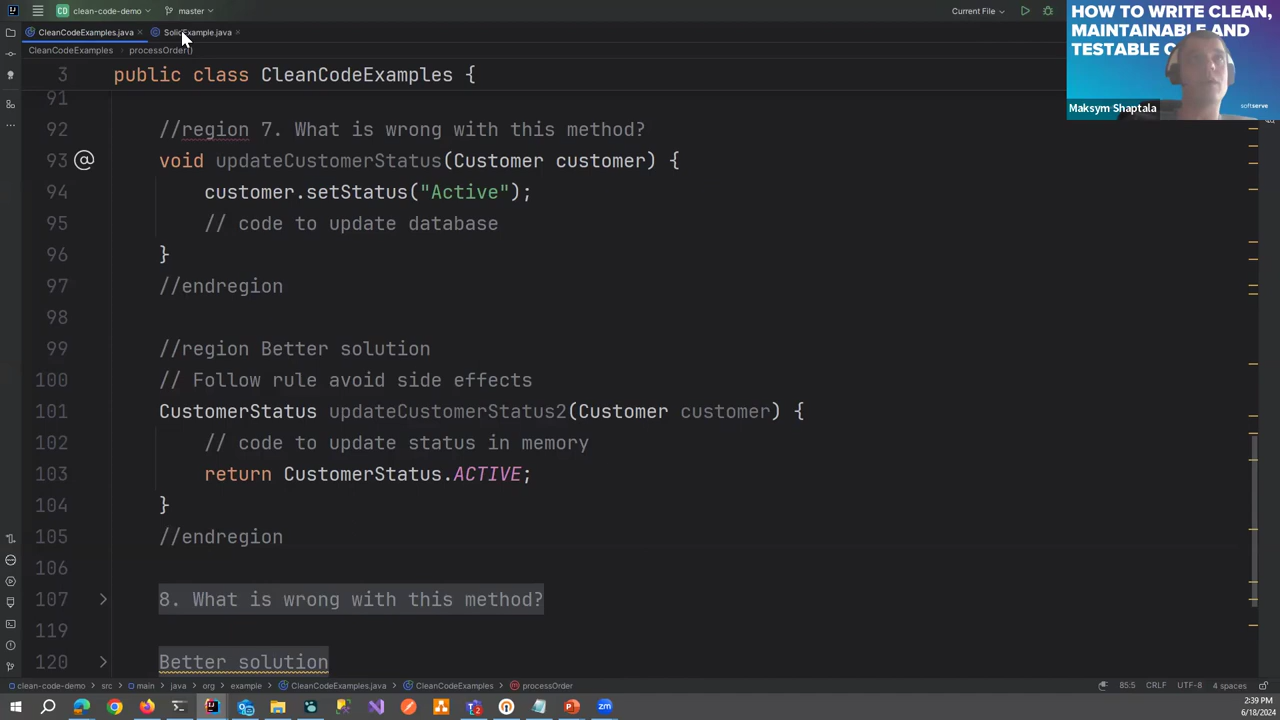 clean-code-demo
master
Current File
CleanCodeExamples.java
SolidExample.java
CleanCodeExamples
processOrder()
HOW TO WRITE CLEAN,
MAINTAINABLE AND
TESTABLE
Maksym Shaptala
softserve
3 public class CleanCodeExamples {
91
92 //region 7. What is wrong with this method?
93 void updateCustomerStatus(Customer customer) {
94 customer.setStatus("Active");
95 // code to update database
96 }
97 //endregion
98
99 //region Better solution
100 // Follow rule avoid side effects
101 CustomerStatus updateCustomerStatus2(Customer customer) {
102 // code to update status in memory
103 return CustomerStatus.ACTIVE;
104 }
105 //endregion
106
107 8. What is wrong with this method?
119
120 Better solution
clean-code-demo > src > main > java > org > example > CleanCodeExamples.java > CleanCodeExamples > processOrder
85:5 CRLF UTF-8 4 spaces
2:39 PM
6/18/2024